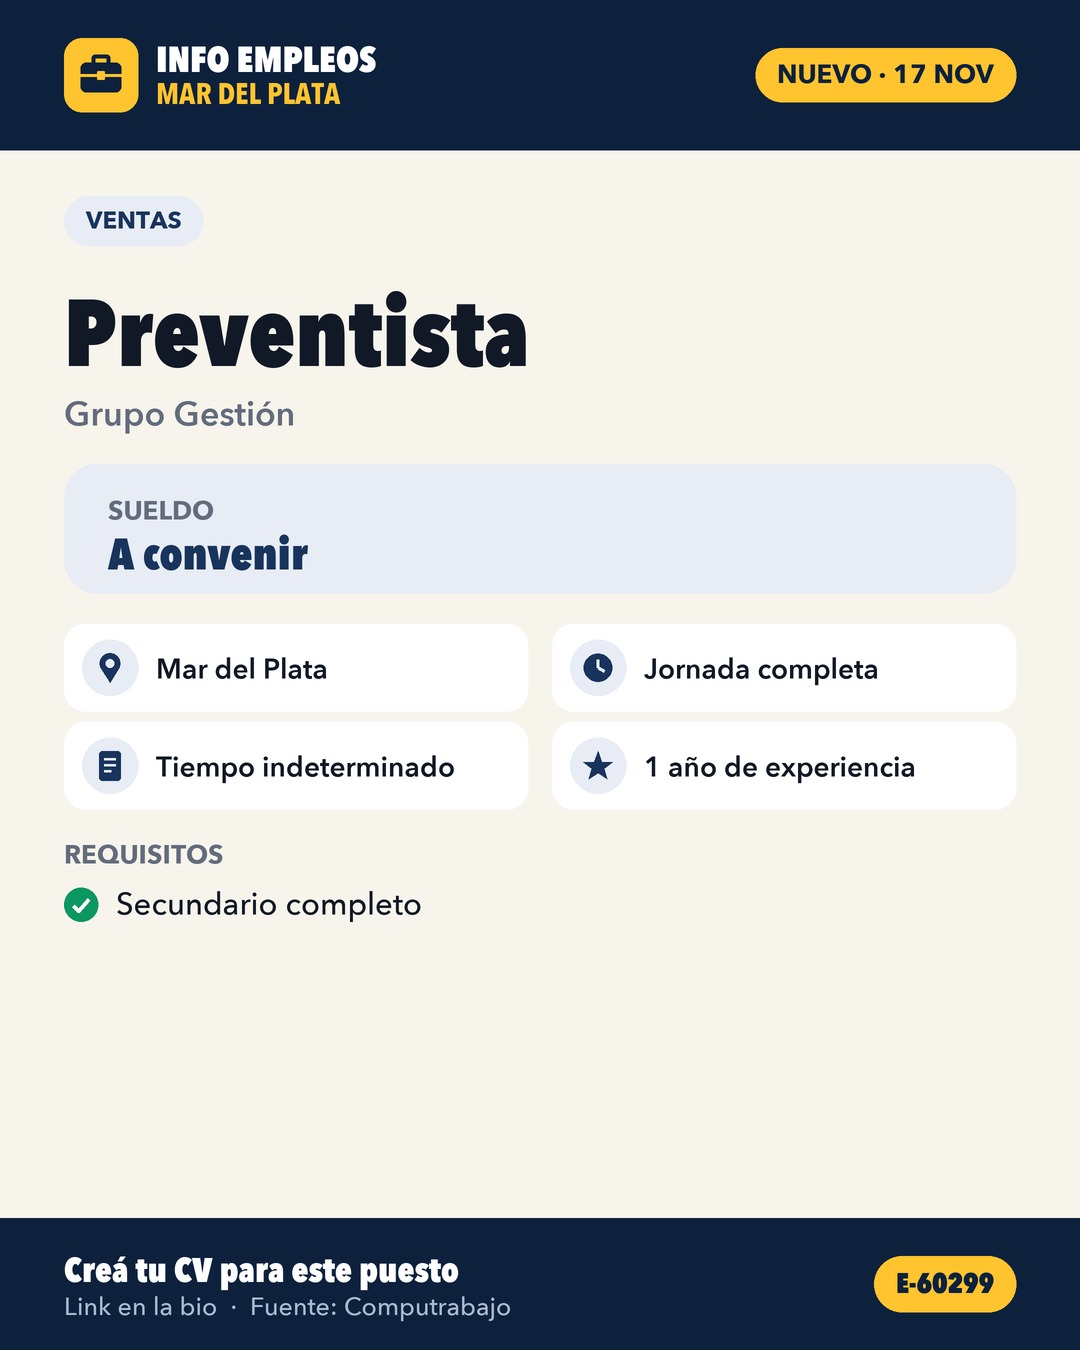 INFO EMPLEOS
MAR DEL PLATA
NUEVO · 17 NOV
VENTAS
Preventista
Grupo Gestión
SUELDO
A convenir
Mar del Plata
Jornada completa
Tiempo indeterminado
1 año de experiencia
REQUISITOS
Secundario completo
Creá tu CV para este puesto
Link en la bio · Fuente: Computrabajo
E-60299